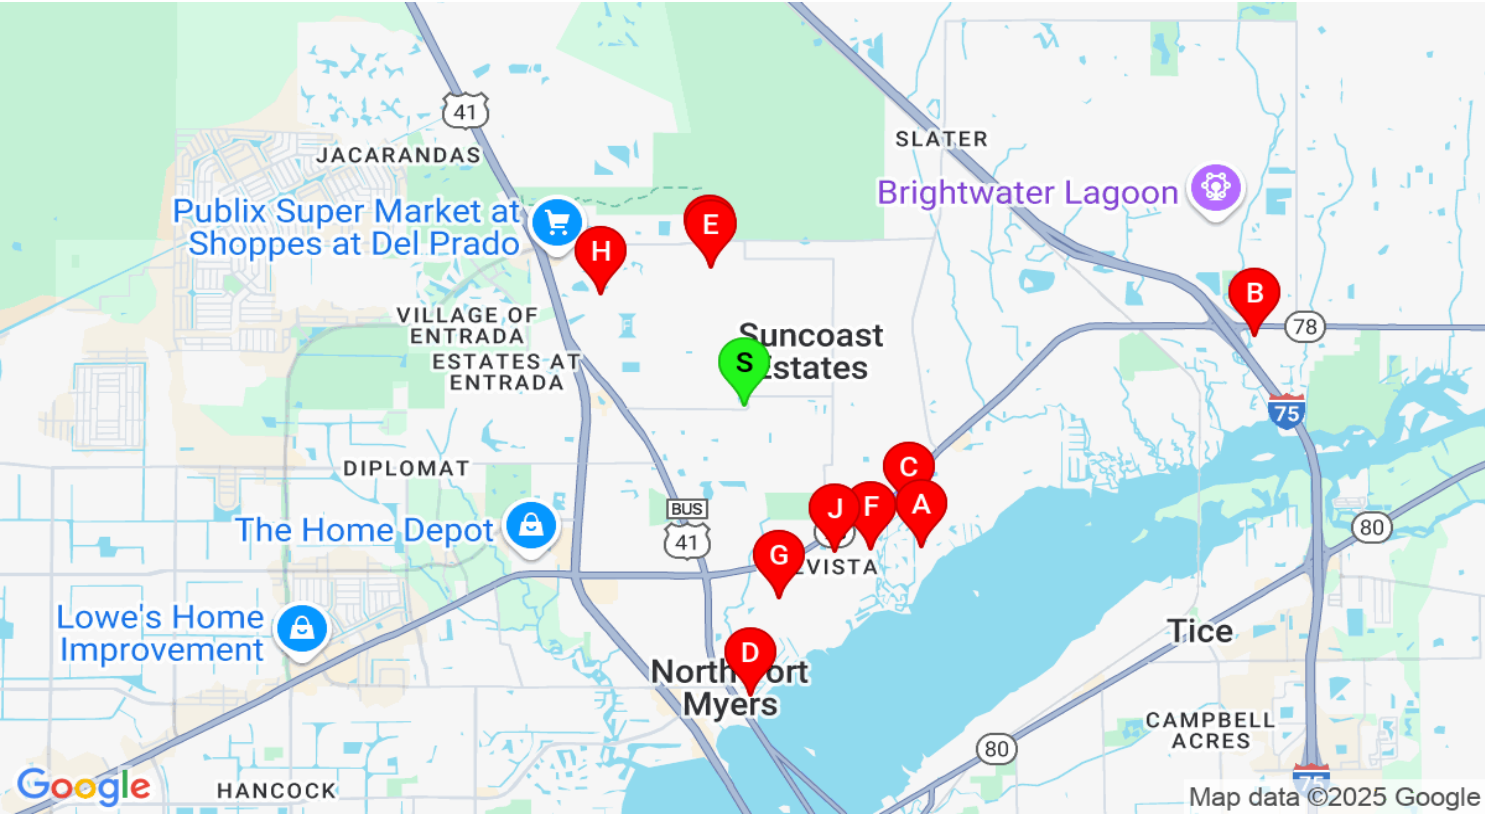 41
JACARANDAS
SLATER
Brightwater Lagoon
Publix Super Market at
Shoppes at Del Prado
E
H
B
78
VILLAGE OF
ENTRADA
Suncoast
Estates
S
ESTATES AT
ENTRADA
75
DIPLOMAT
C
A
F
J
BUS
41
The Home Depot
80
G
EVISTA
Lowe's Home
Improvement
Tice
D
North Fort
Myers
CAMPBELL
ACRES
80
75
Google
HANCOCK
Map data ©2025 Google